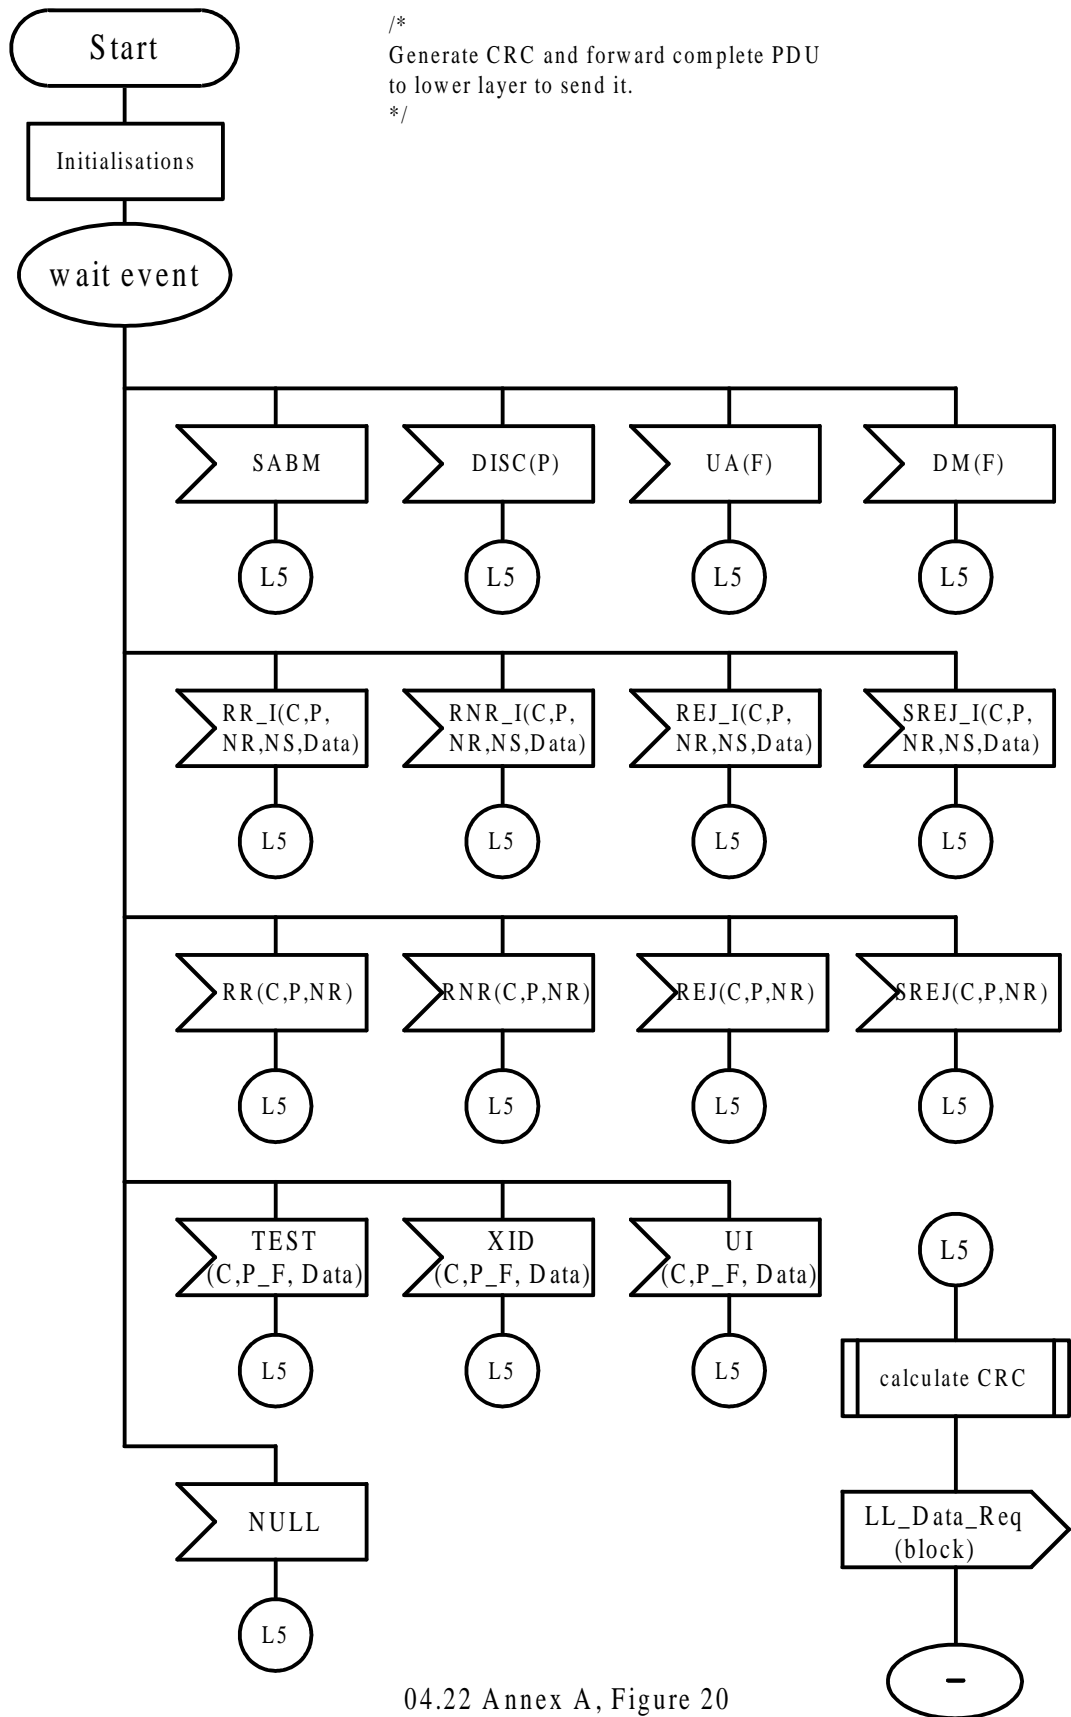 Start
/*
Generate CRC and forward complete PDU
to lower layer to send it.
*/
Initialisations
wait event
SABM
DISC(P)
UA(F)
DM(F)
L5
L5
L5
L5
RR_I(C,P,
NR,NS,Data)
RNR_I(C,P,
NR,NS,Data)
REJ_I(C,P,
NR,NS,Data)
SREJ_I(C,P,
NR,NS,Data)
L5
L5
L5
L5
RR(C,P,NR)
RNR(C,P,NR)
REJ(C,P,NR)
SREJ(C,P,NR)
L5
L5
L5
L5
TEST
(C,P_F, Data)
XID
(C,P_F, Data)
UI
(C,P_F, Data)
L5
L5
L5
L5
calculate CRC
LL_Data_Req
(block)
–
NULL
L5
04.22 Annex A, Figure 20